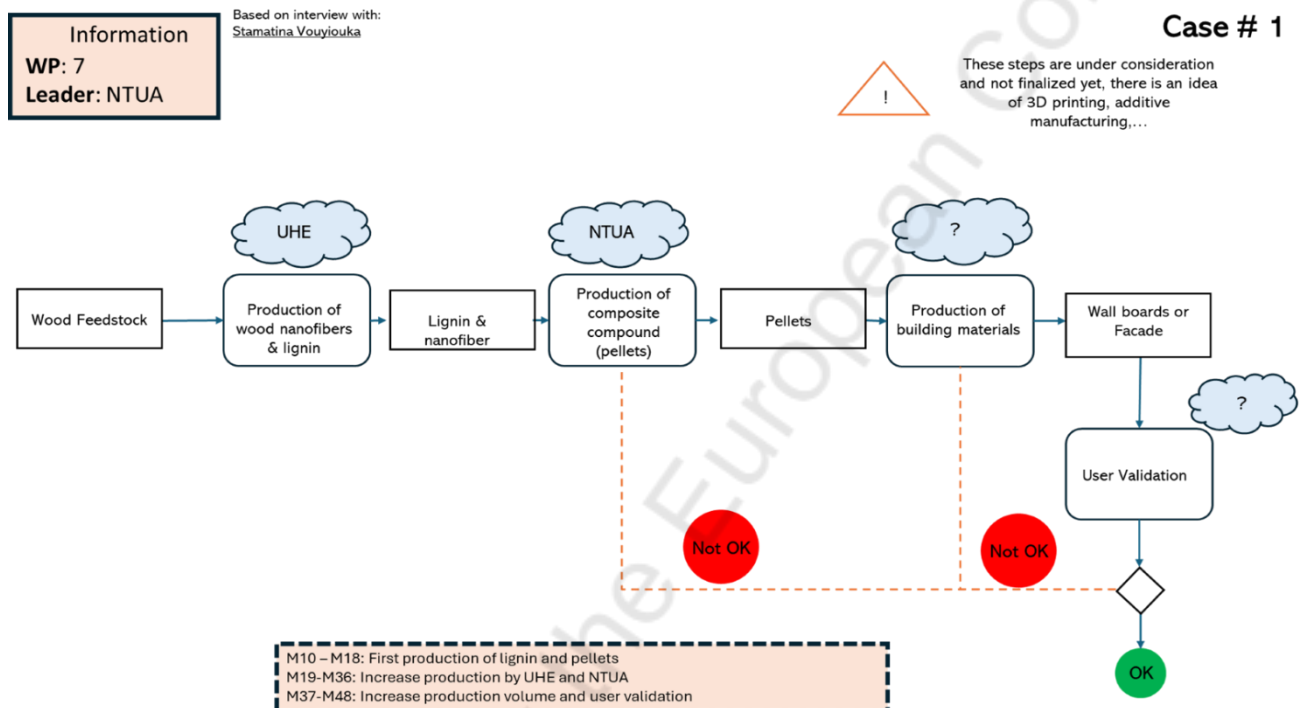 Information
WP: 7
Leader: NTUA
Based on interview with:
Stamatina Vouyiouka
Case # 1
!
These steps are under consideration
and not finalized yet, there is an idea
of 3D printing, additive
manufacturing,...
UHE
NTUA
?
Wood Feedstock
Production of
wood nanofibers
& lignin
Lignin &
nanofiber
Production of
composite
compound
(pellets)
Pellets
Production of
building materials
Wall boards or
Facade
?
User Validation
Not OK
Not OK
OK
M10 – M18: First production of lignin and pellets
M19-M36: Increase production by UHE and NTUA
M37-M48: Increase production volume and user validation
the European Co